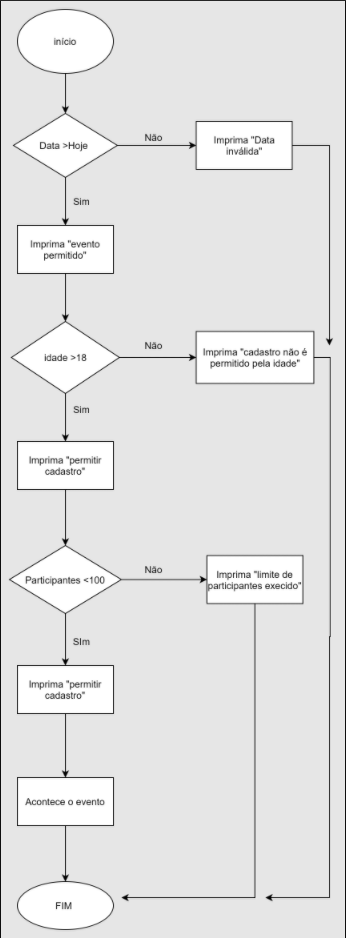 início
Data >Hoje
Não
Imprima "Data
inválida"
Sim
Imprima "evento
permitido"
idade >18
Não
Imprima "cadastro não é
permitido pela idade"
Sim
Imprima "permitir
cadastro"
Participantes <100
Não
Imprima "limite de
participantes execido"
SIm
Imprima "permitir
cadastro"
Acontece o evento
FIM